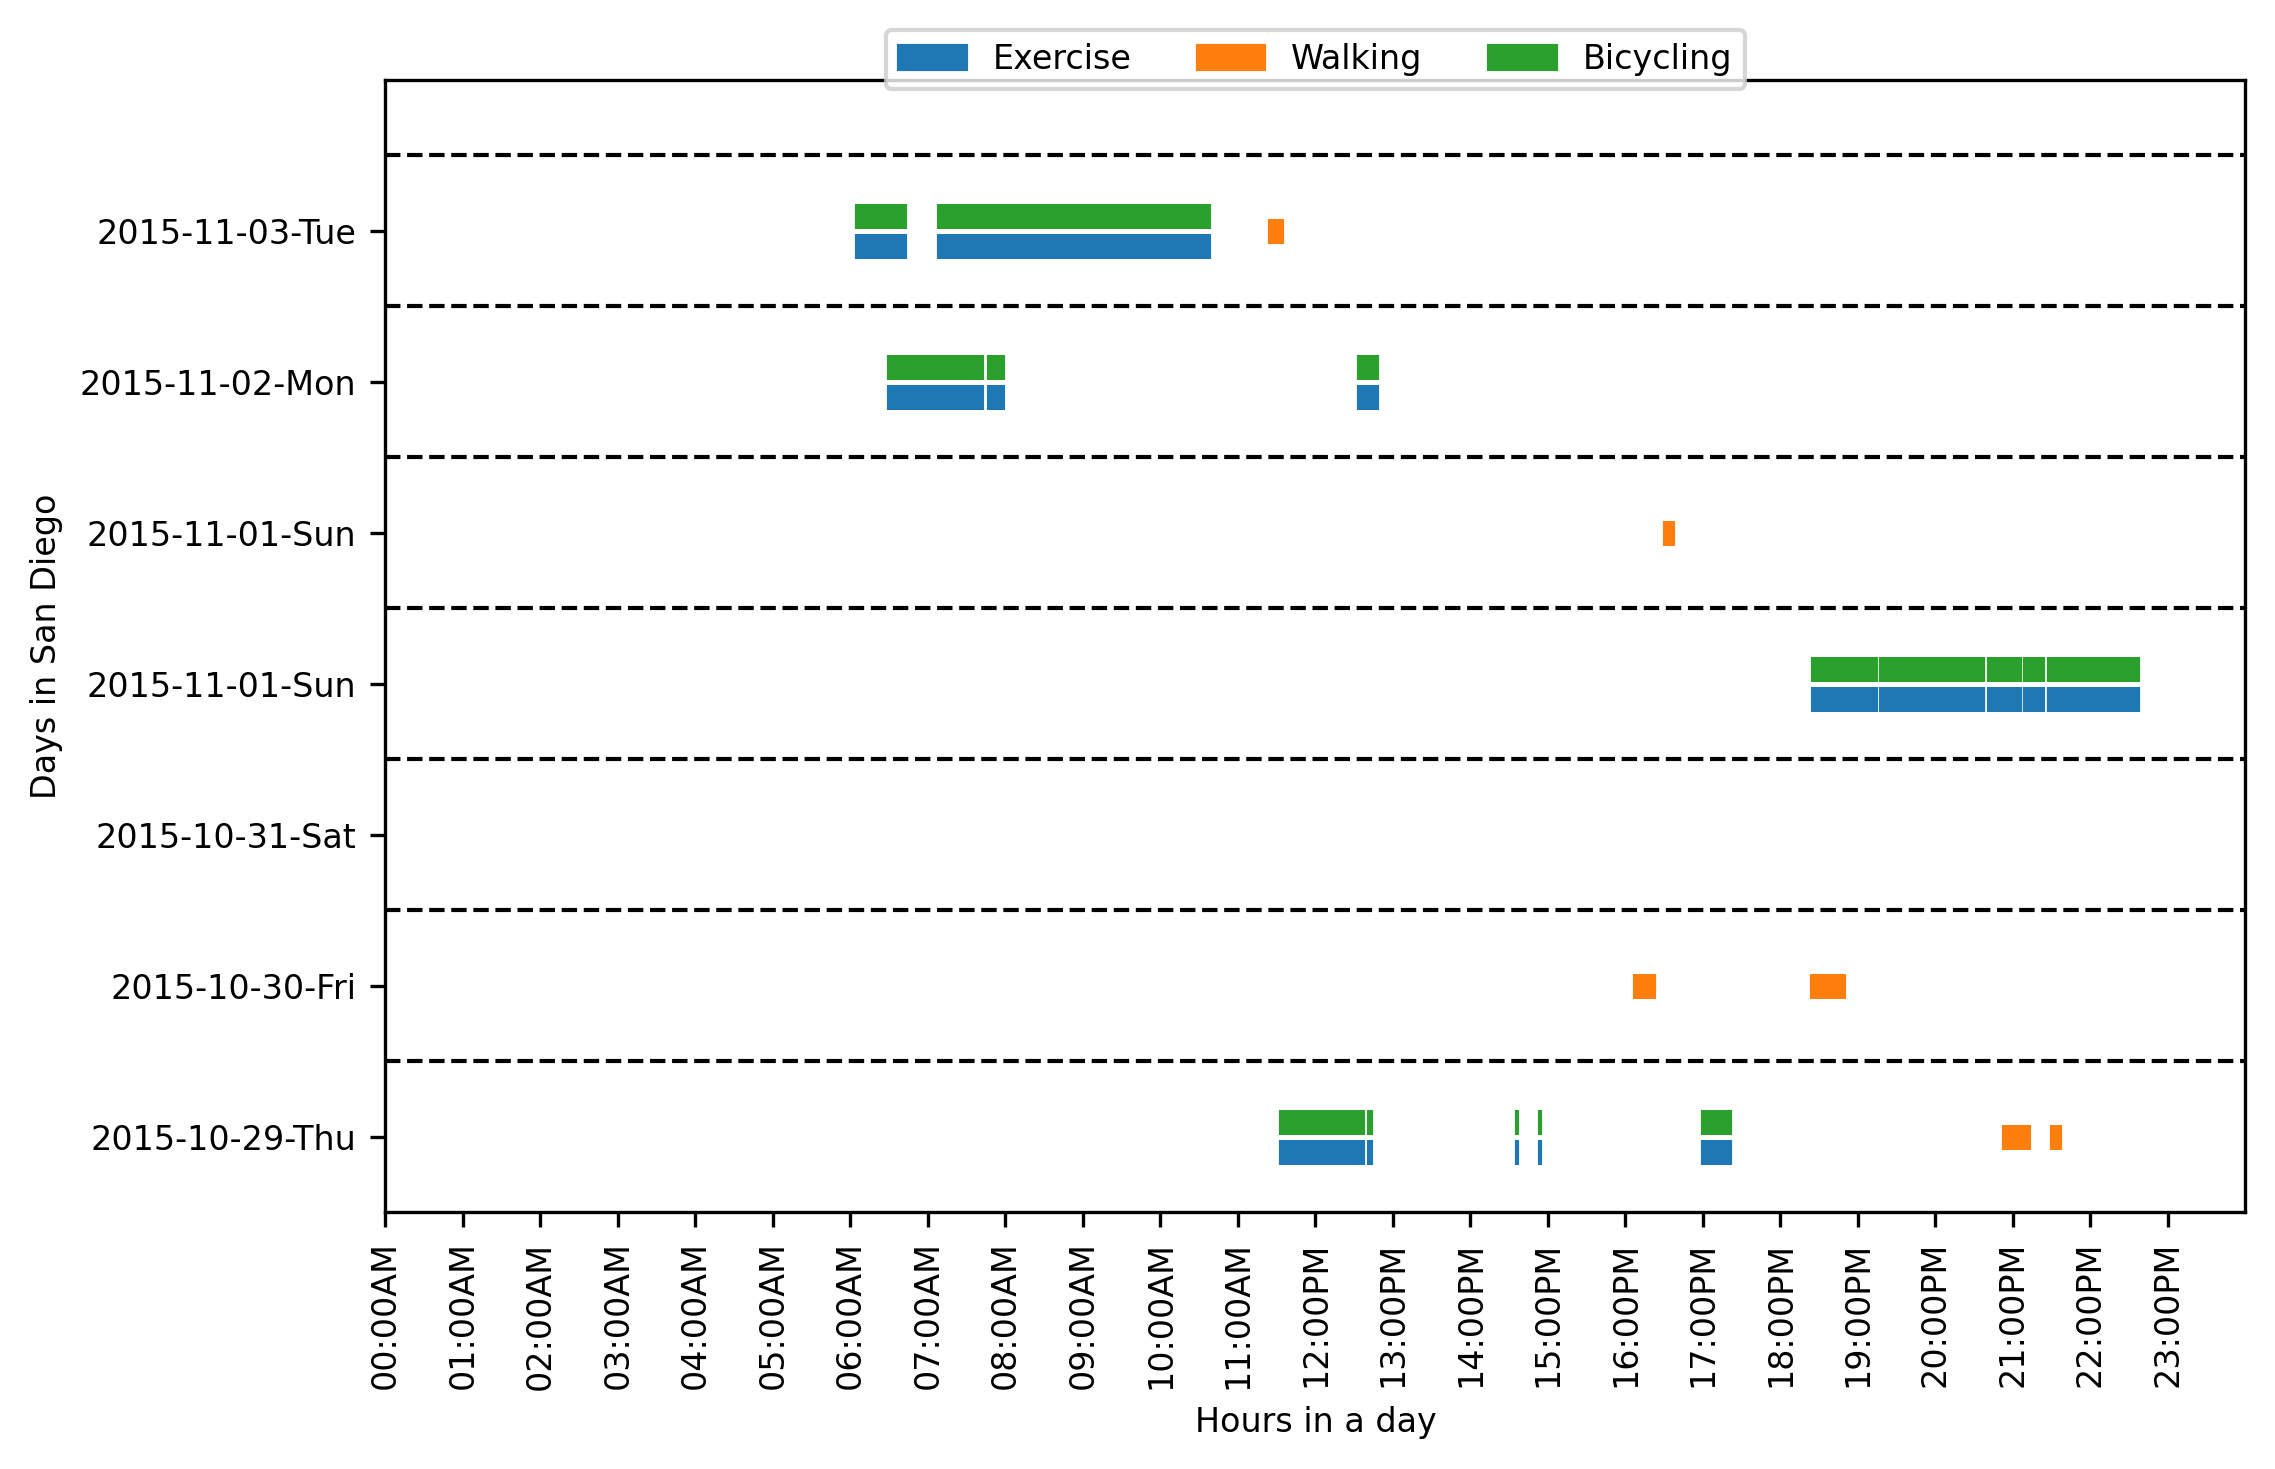 Exercise Walking Bicycling
2015-11-03-Tue
2015-11-02-Mon
2015-11-01-Sun
2015-11-01-Sun
2015-10-31-Sat
2015-10-30-Fri
2015-10-29-Thu
Days in San Diego
00:00AM
01:00AM
02:00AM
03:00AM
04:00AM
05:00AM
06:00AM
07:00AM
08:00AM
09:00AM
10:00AM
11:00AM
12:00PM
13:00PM
14:00PM
15:00PM
16:00PM
17:00PM
18:00PM
19:00PM
20:00PM
21:00PM
22:00PM
23:00PM
Hours in a day